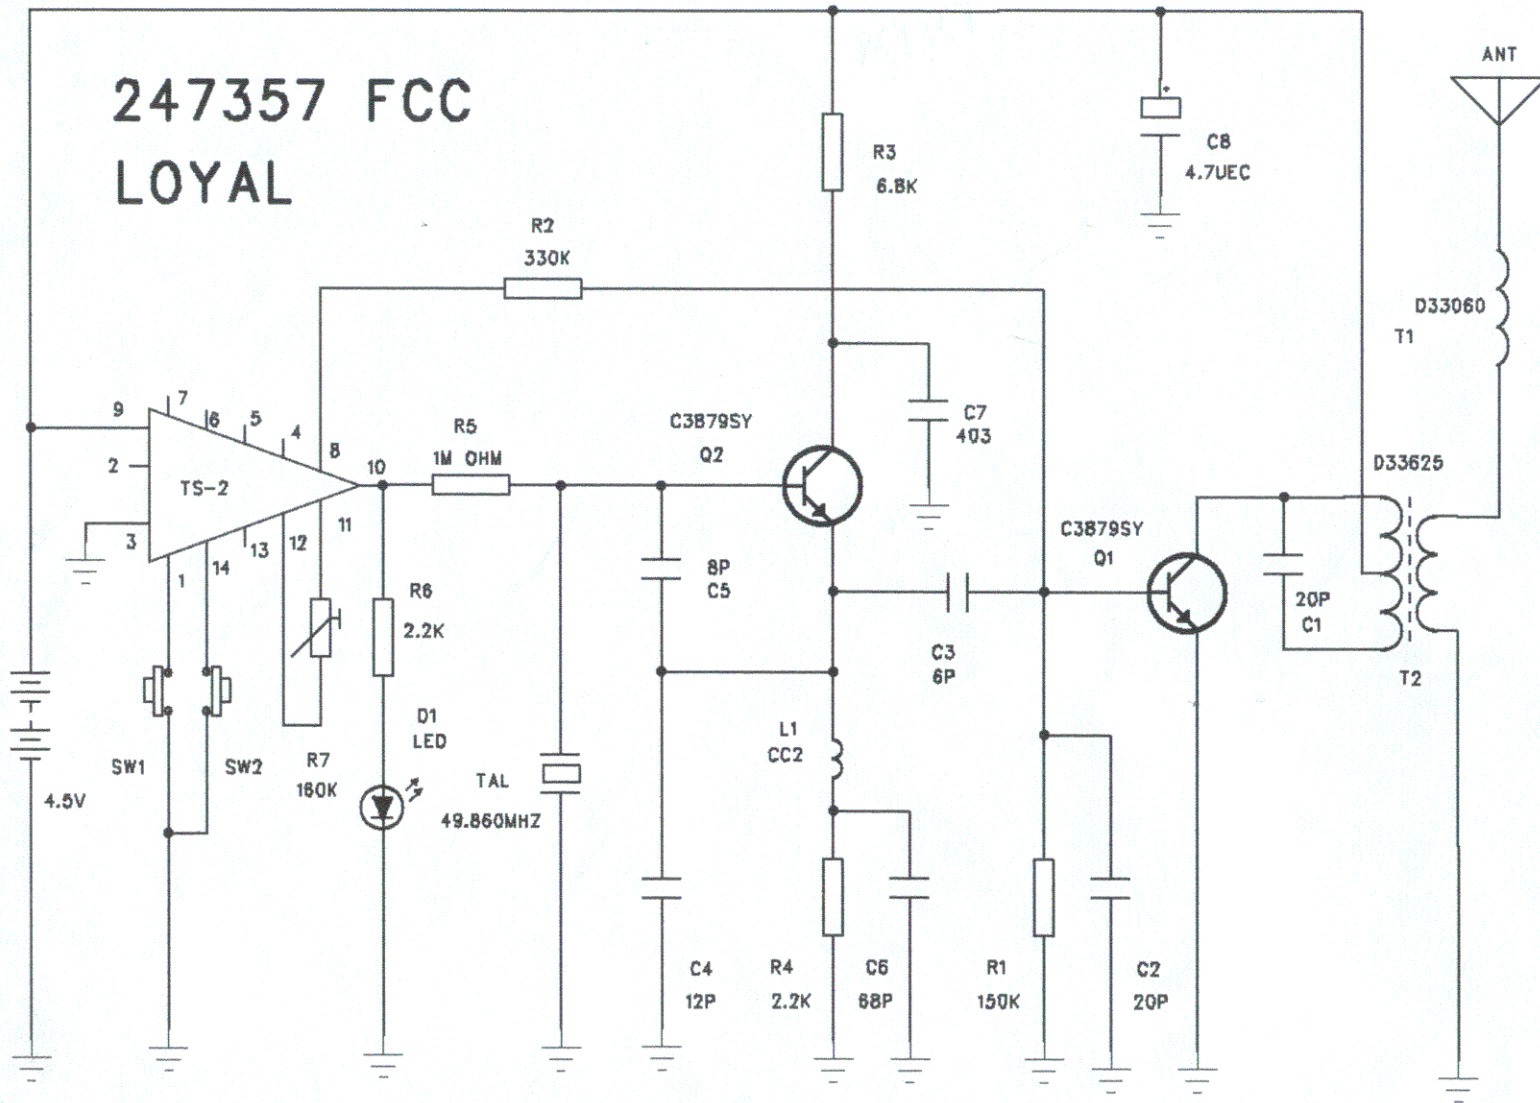 247357 FCC
LOYAL
ANT
R3
6.8K
C8
4.7UEC
+
R2
330K
D33060
T1
7
6
5
4
9
8
2
TS-2
10
R5
1M OHM
C3879SY
Q2
C7
403
D33625
3
1
14
13
12
11
8P
C5
C3879SY
Q1
R6
2.2K
20P
C1
C3
6P
T2
D1
LED
L1
CC2
SW1
SW2
R7
160K
TAL
49.860MHZ
4.5V
C4
12P
R4
2.2K
C6
68P
R1
150K
C2
20P